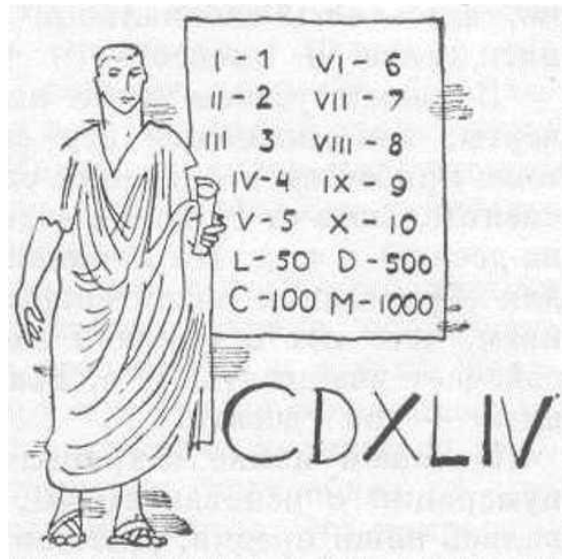 I - 1 VI - 6
II - 2 VII - 7
III - 3 VIII - 8
IV - 4 IX - 9
V - 5 X - 10
L - 50 D - 500
C - 100 M - 1000
CDXLIV